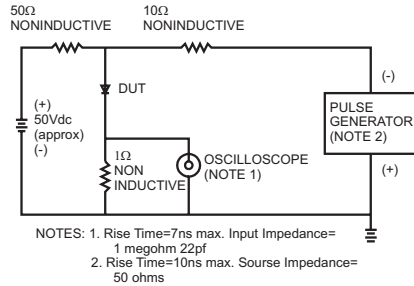 50Ω
NONINDUCTIVE
10Ω
NONINDUCTIVE
(+)
50Vdc
(approx)
(-)
DUT
1Ω
NON
INDUCTIVE
OSCILLOSCOPE
(NOTE 1)
(-)
PULSE
GENERATOR
(NOTE 2)
(+)
NOTES: 1. Rise Time=7ns max. Input Impedance=
1 megohm 22pf
2. Rise Time=10ns max. Sourse Impedance=
50 ohms